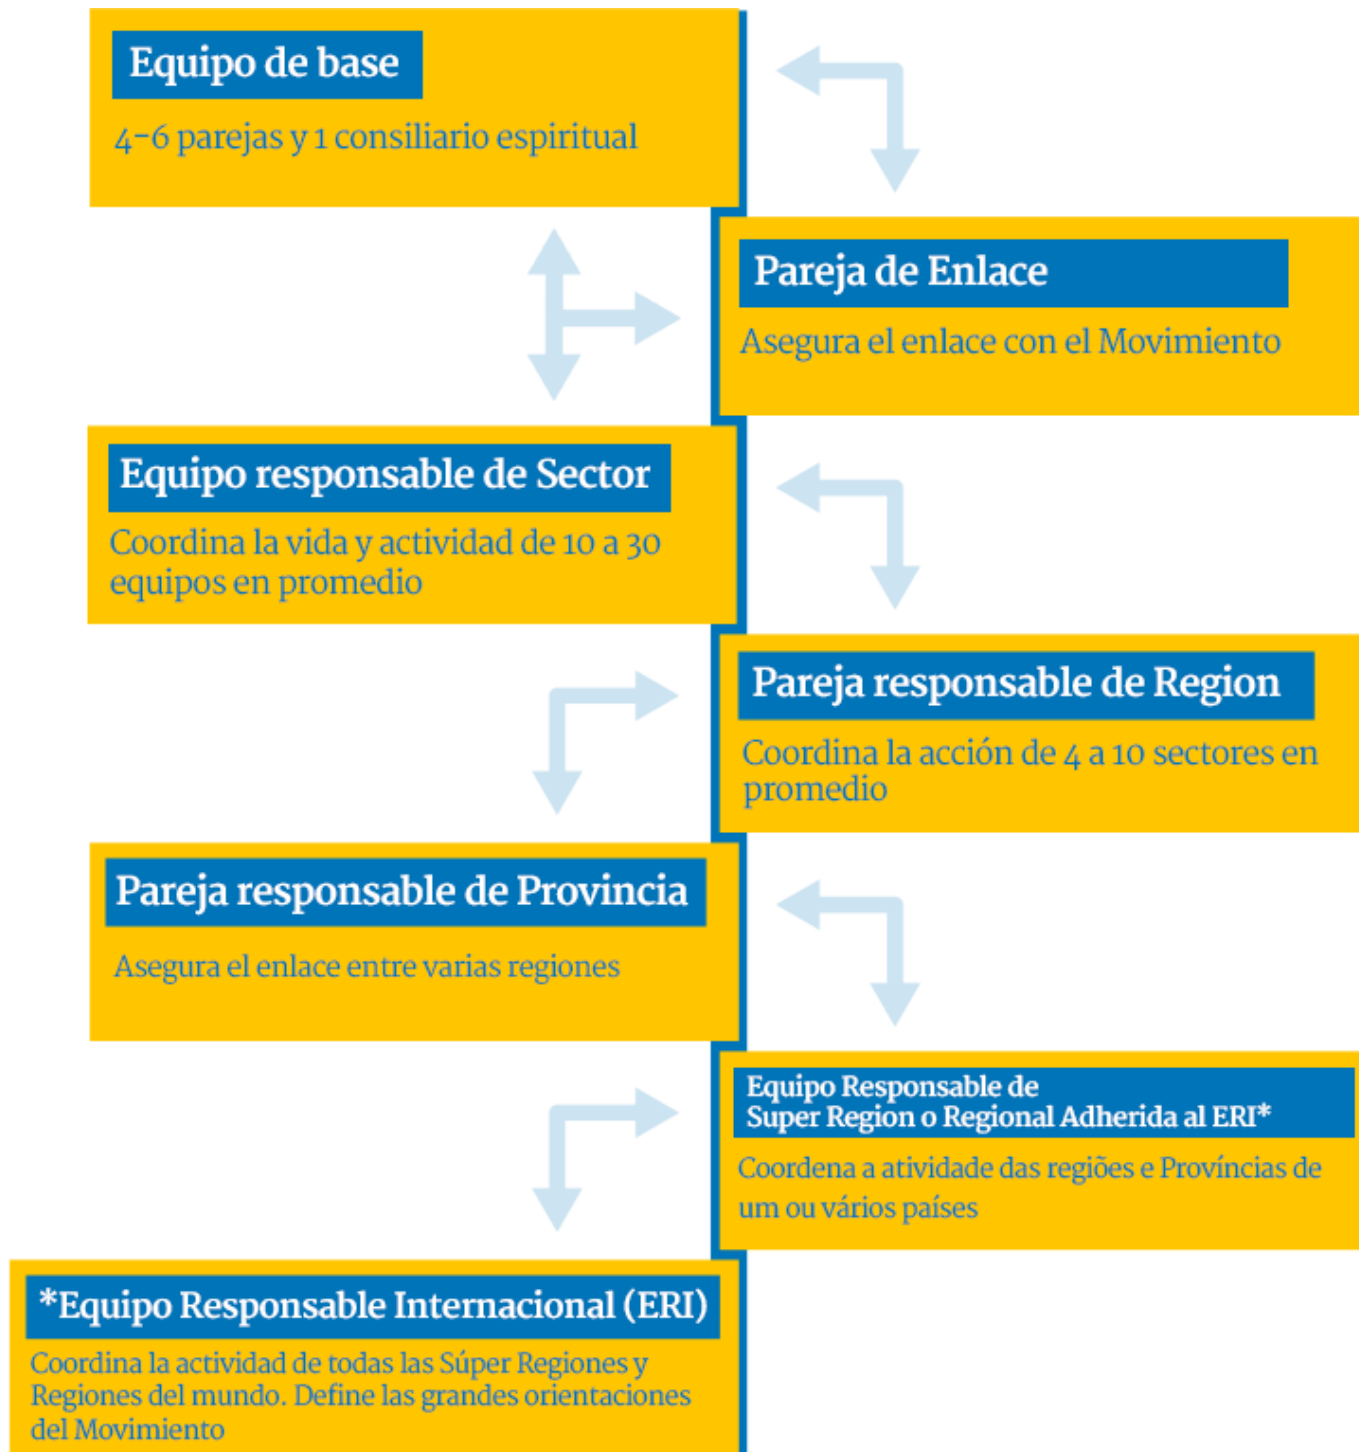 Equipo de base
4-6 parejas y 1 consiliario espiritual
Pareja de Enlace
Asegura el enlace con el Movimiento
Equipo responsable de Sector
Coordina la vida y actividad de 10 a 30
equipos en promedio
Pareja responsable de Region
Coordina la acción de 4 a 10 sectores en
promedio
Pareja responsable de Provincia
Asegura el enlace entre varias regiones
Equipo Responsable de
Super Region o Regional Adherida al ERI*
Coordena a atividade das regiões e Províncias de
um ou vários países
*Equipo Responsable Internacional (ERI)
Coordina la actividad de todas las Súper Regiones y
Regiones del mundo. Define las grandes orientaciones
del Movimiento